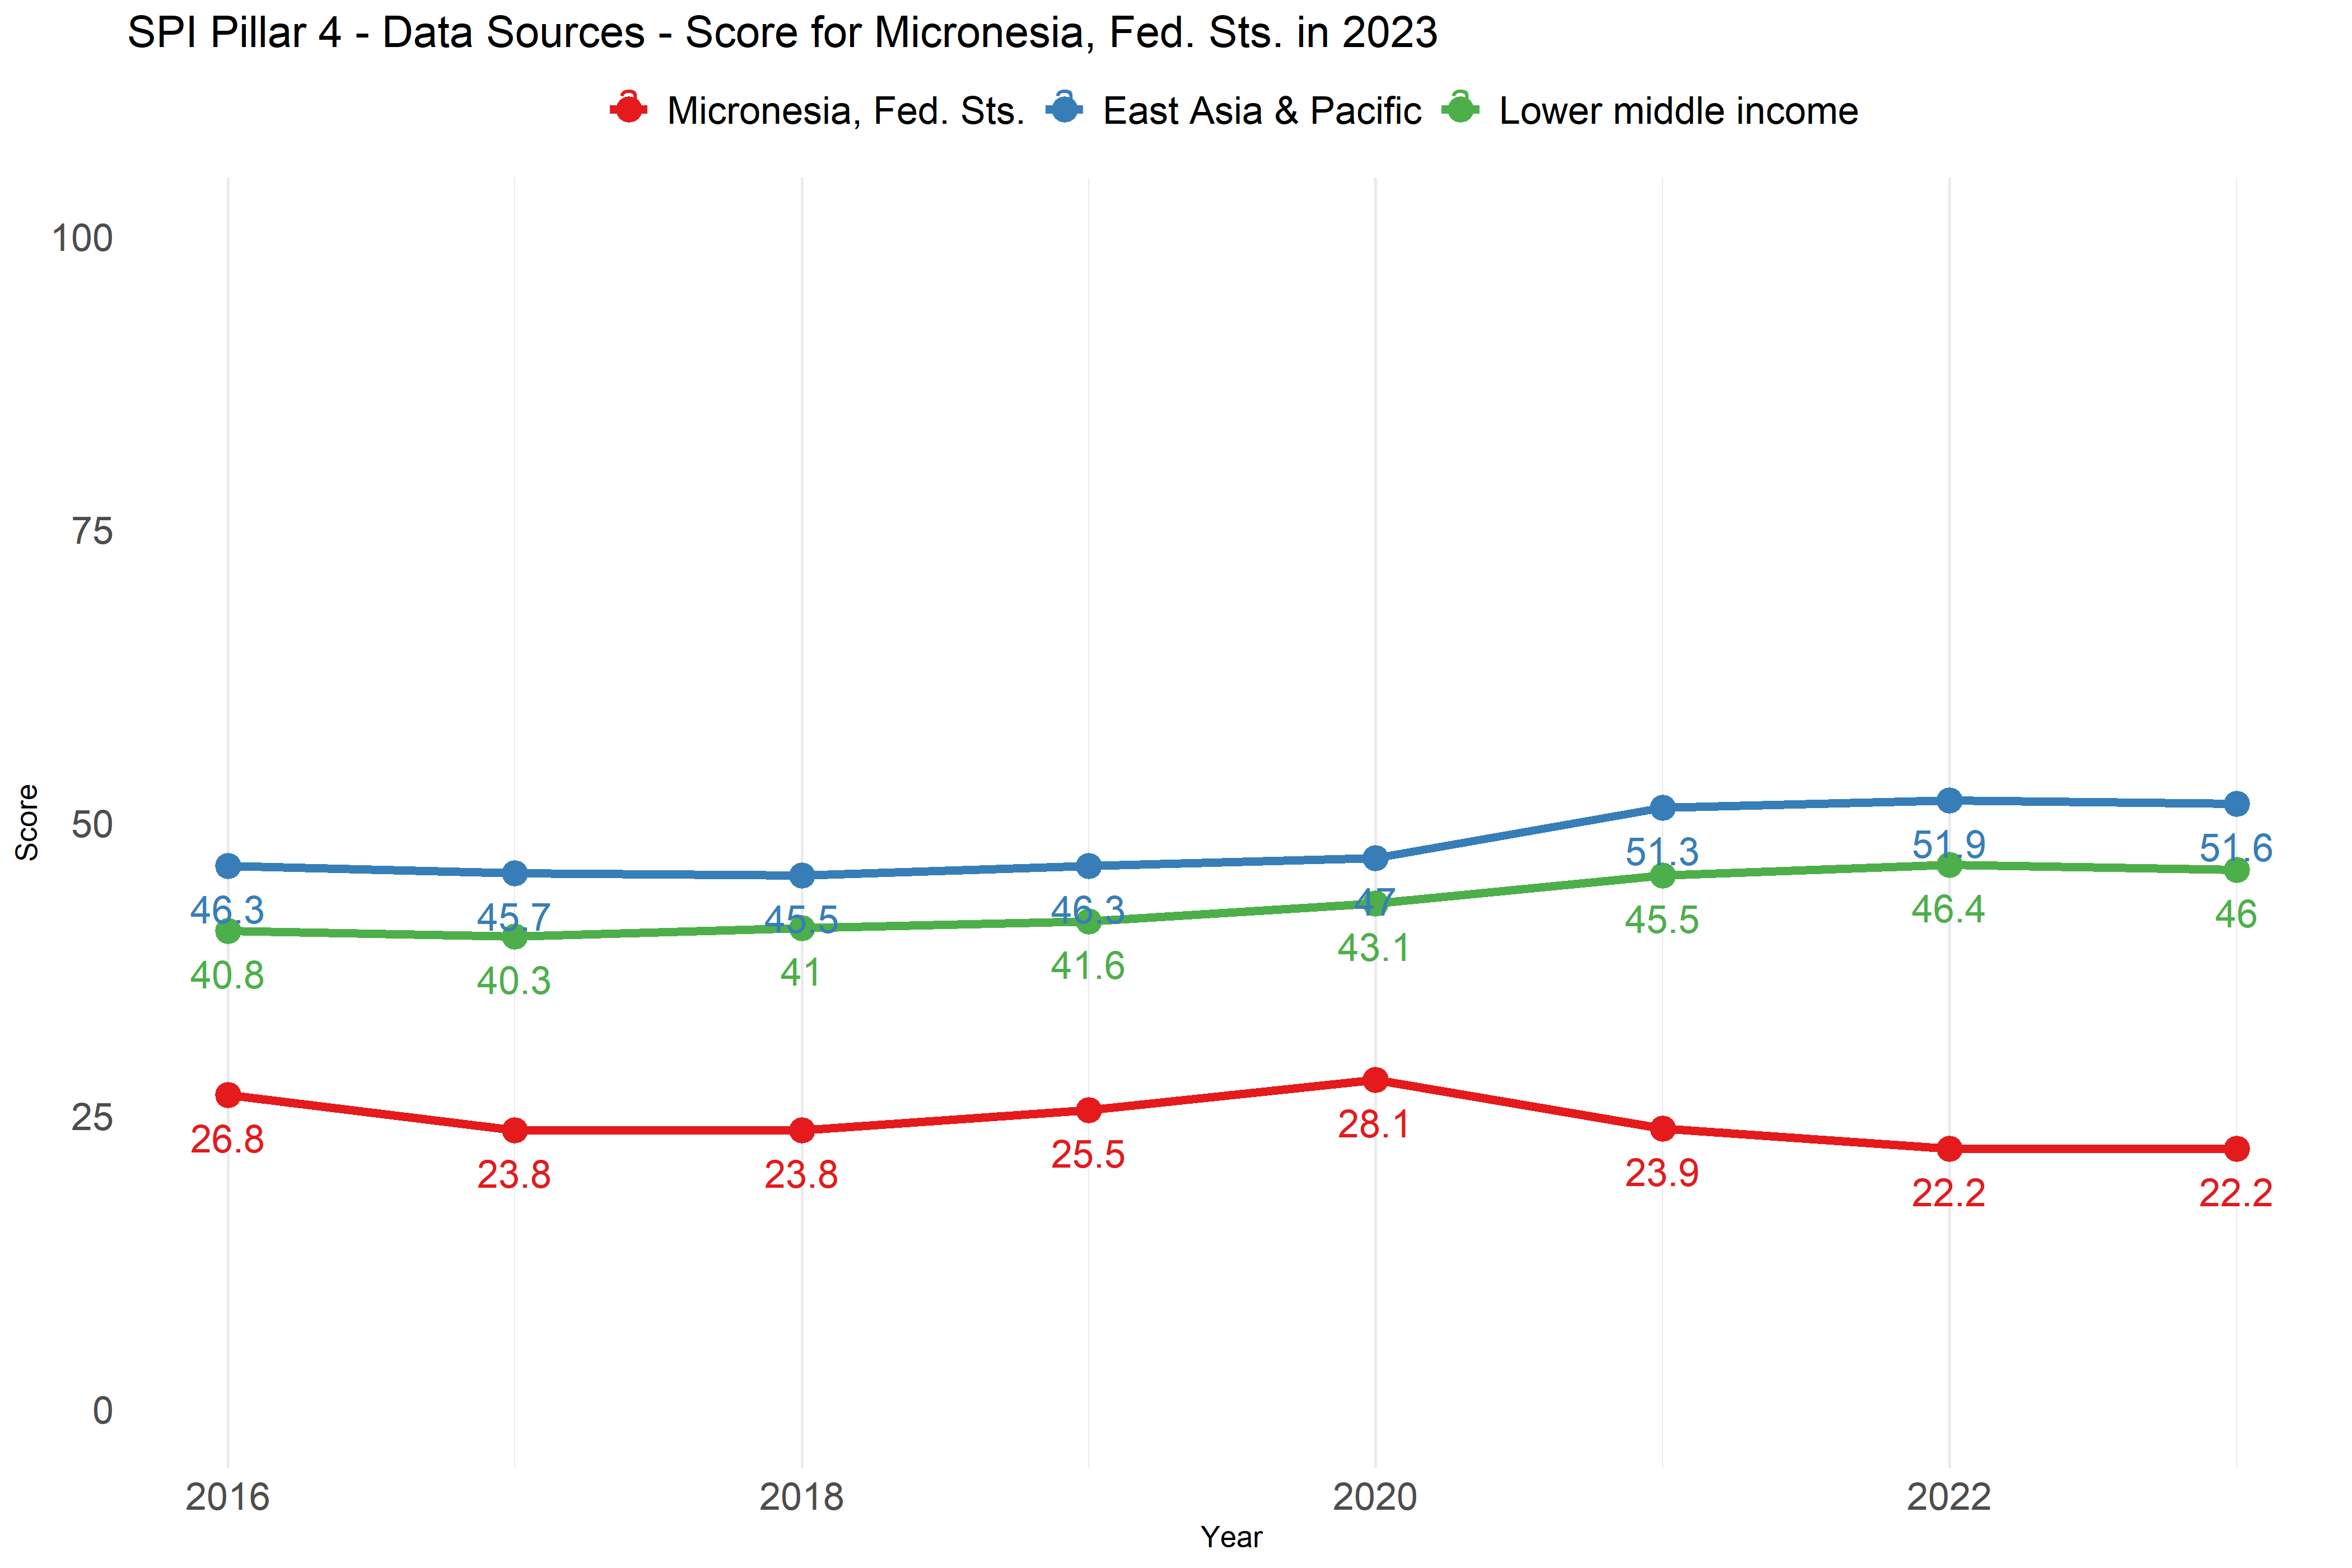 SPI Pillar 4 - Data Sources - Score for Micronesia, Fed. Sts. in 2023
Micronesia, Fed. Sts. East Asia & Pacific Lower middle income
100
75
50
25
0
Score
46.3 45.7 45.5 46.3 47 51.3 51.9 51.6
40.8 40.3 41 41.6 43.1 45.5 46.4 46
26.8 23.8 23.8 25.5 28.1 23.9 22.2 22.2
2016 2018 2020 2022
Year